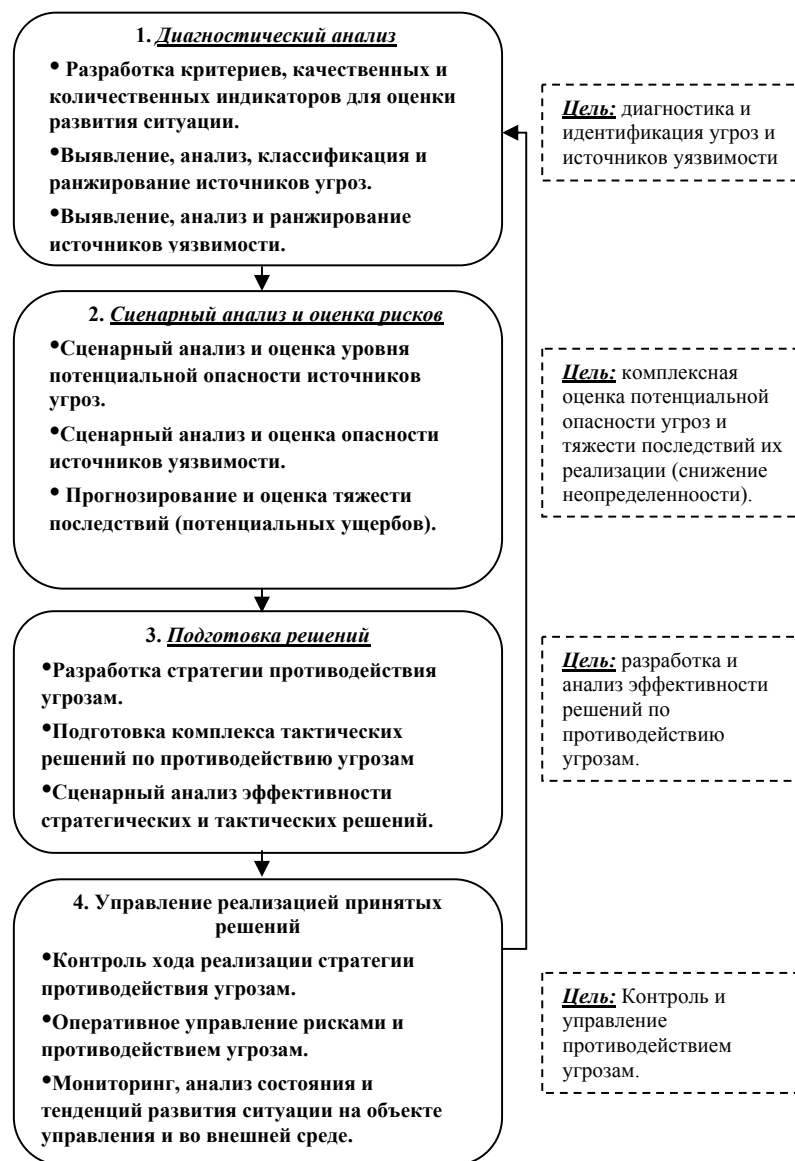 1. Диагностический анализ
• Разработка критериев, качественных и
количественных индикаторов для оценки
развития ситуации.
•Выявление, анализ, классификация и
ранжирование источников угроз.
•Выявление, анализ и ранжирование
источников уязвимости.
Цель: диагностика и
идентификация угроз и
источников уязвимости
2. Сценарный анализ и оценка рисков
•Сценарный анализ и оценка уровня
потенциальной опасности источников
угроз.
•Сценарный анализ и оценка опасности
источников уязвимости.
• Прогнозирование и оценка тяжести
последствий (потенциальных ущербов).
Цель: комплексная
оценка потенциальной
опасности угроз и
тяжести последствий их
реализации (снижение
неопределенноости).
3. Подготовка решений
•Разработка стратегии противодействия
угрозам.
•Подготовка комплекса тактических
решений по противодействию угрозам
•Сценарный анализ эффективности
стратегических и тактических решений.
Цель: разработка и
анализ эффективности
решений по
противодействию
угрозам.
4. Управление реализацией принятых
решений
•Контроль хода реализации стратегии
противодействия угрозам.
•Оперативное управление рисками и
противодействием угрозам.
•Мониторинг, анализ состояния и
тенденций развития ситуации на объекте
управления и во внешней среде.
Цель: Контроль и
управление
противодействием
угрозам.